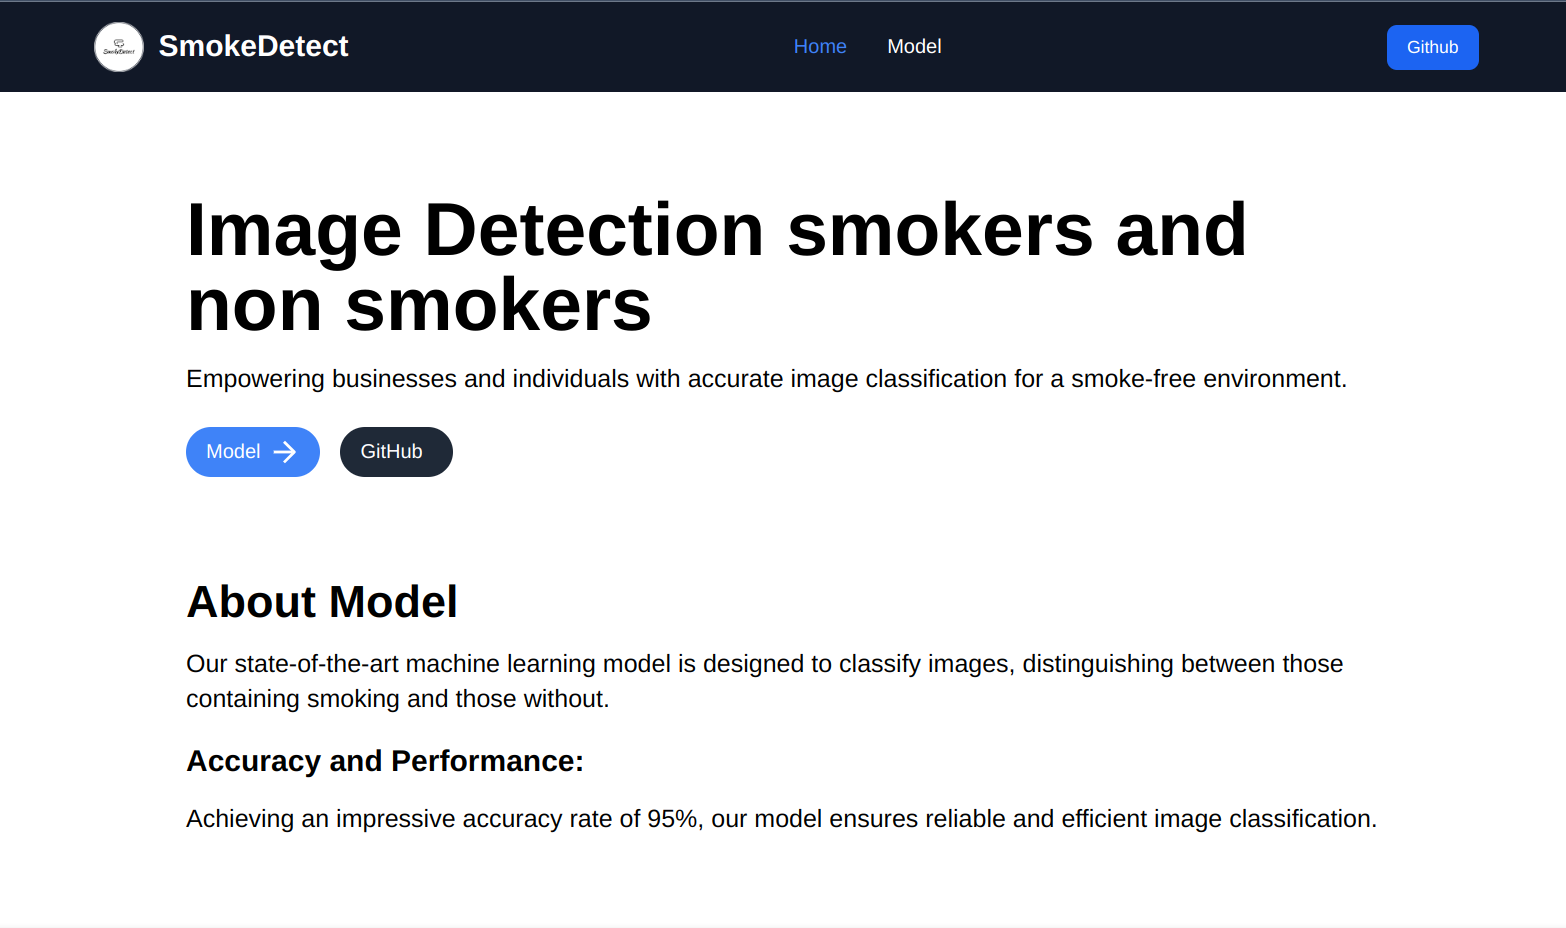 SmokeDetect
SmokeDetect
Home
Model
Github
Image Detection smokers and
non smokers
Empowering businesses and individuals with accurate image classification for a smoke-free environment.
Model
GitHub
About Model
Our state-of-the-art machine learning model is designed to classify images, distinguishing between those
containing smoking and those without.
Accuracy and Performance:
Achieving an impressive accuracy rate of 95%, our model ensures reliable and efficient image classification.